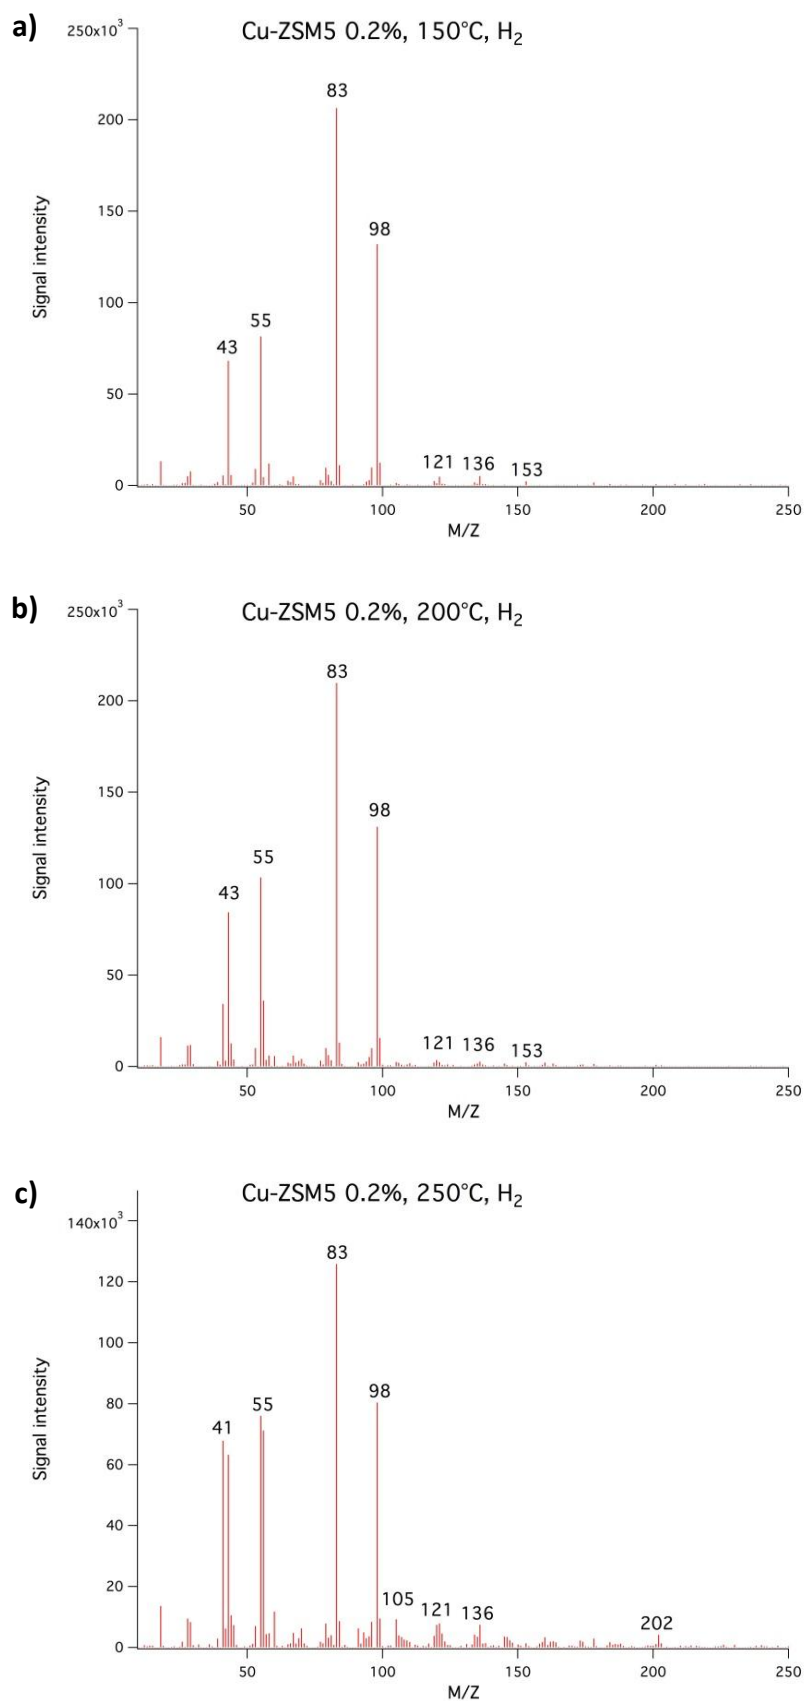 a)
Cu-ZSM5 0.2%, 150°C, H₂
250x10³
200
150
100
50
0
Signal intensity
83
98
55
43
121 136 153
50 100 150 200 250
M/Z
b)
Cu-ZSM5 0.2%, 200°C, H₂
250x10³
200
150
100
50
0
Signal intensity
83
98
55
43
121 136 153
50 100 150 200 250
M/Z
c)
Cu-ZSM5 0.2%, 250°C, H₂
140x10³
120
100
80
60
40
20
0
Signal intensity
83
98
55
41
105 121 136 202
50 100 150 200 250
M/Z